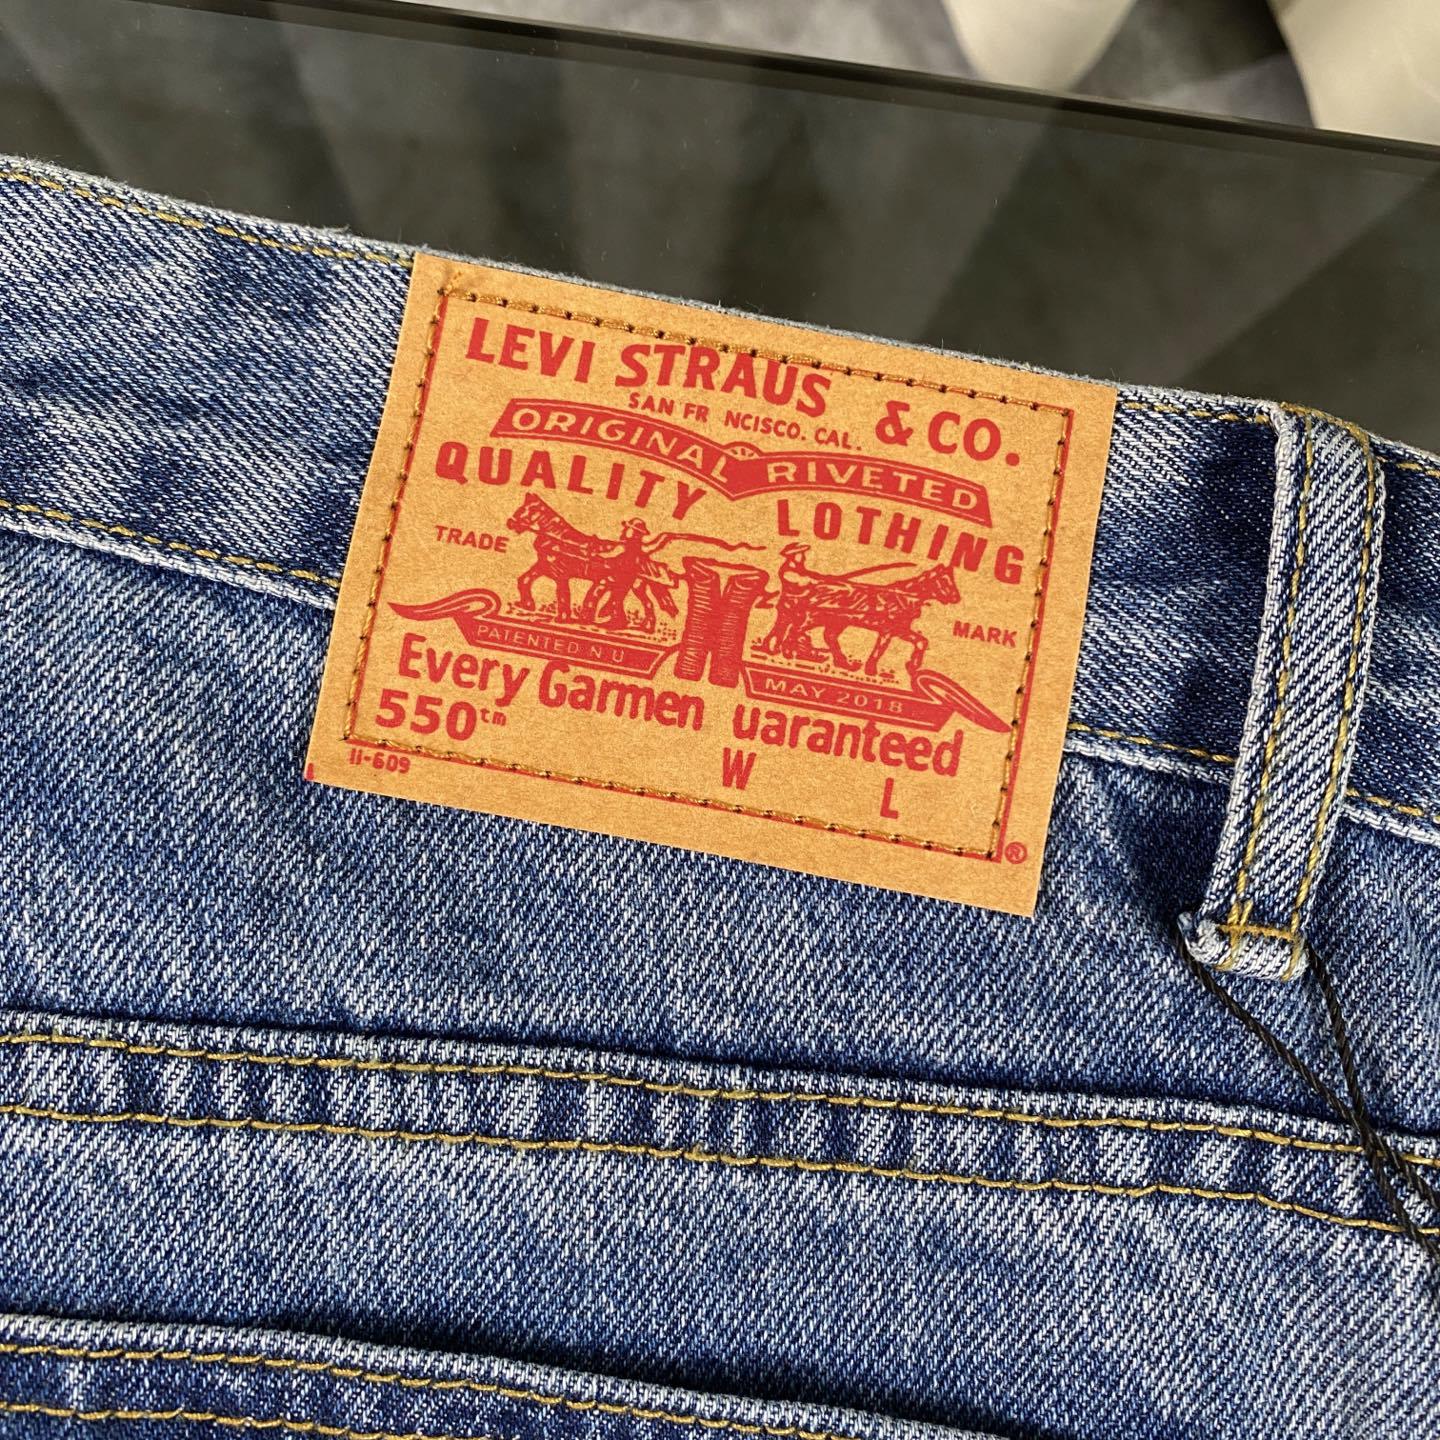 LEVI STRAUS & CO.
SAN FR NCISCO. CAL.
ORIGINAL RIVETED
QUALITY LOTHING
TRADE MARK
PATENTED N U MAY 2018
Every Garmen uaranteed
550tm
W L
11-609
®